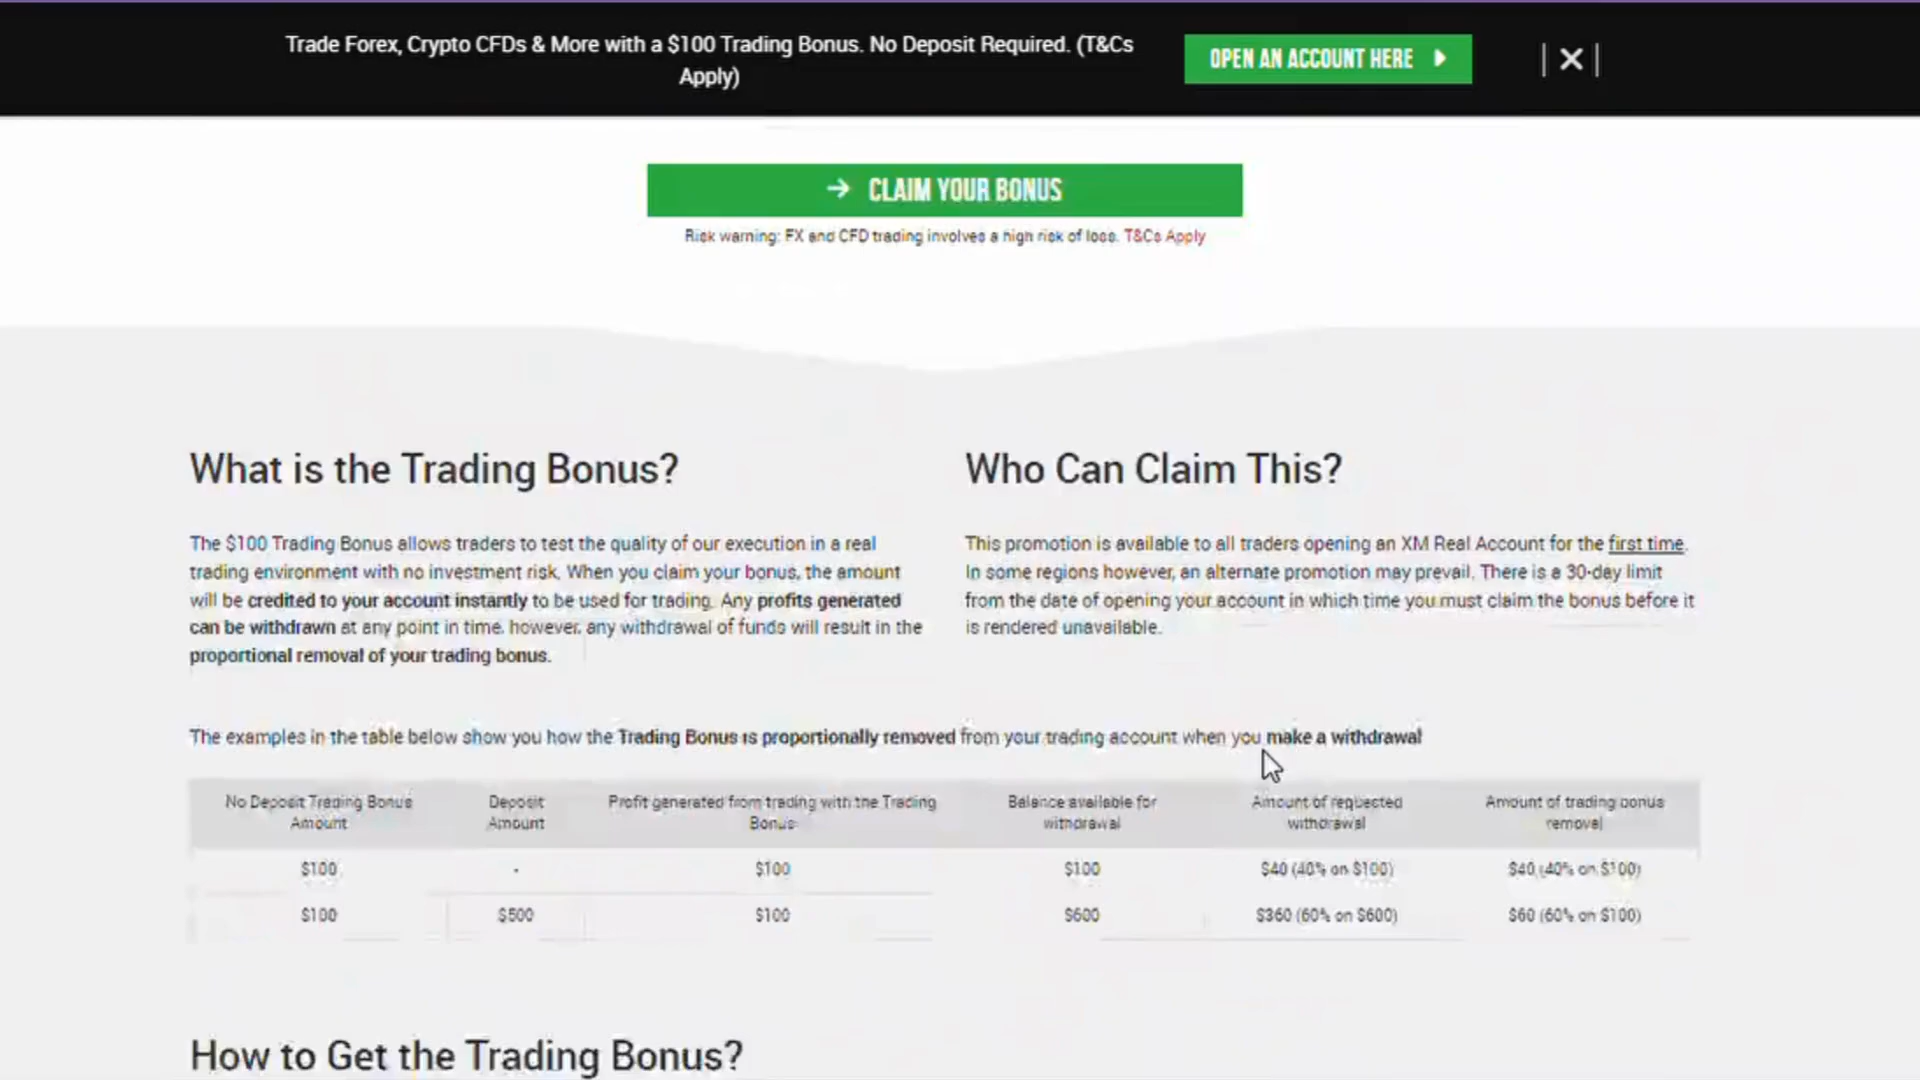 Trade Forex, Crypto CFDs & More with a $100 Trading Bonus. No Deposit Required. (T&Cs
Apply)
OPEN AN ACCOUNT HERE
CLAIM YOUR BONUS
Risk warning: FX and CFD trading involves a high risk of loss. T&Cs Apply
What is the Trading Bonus?
The $100 Trading Bonus allows traders to test the quality of our execution in a real
trading environment with no investment risk. When you claim your bonus, the amount
will be credited to your account instantly to be used for trading. Any profits generated
can be withdrawn at any point in time, however, any withdrawal of funds will result in the
proportional removal of your trading bonus.
Who Can Claim This?
This promotion is available to all traders opening an XM Real Account for the first time.
In some regions however, an alternate promotion may prevail. There is a 30-day limit
from the date of opening your account in which time you must claim the bonus before it
is rendered unavailable.
The examples in the table below show you how the Trading Bonus is proportionally removed from your trading account when you make a withdrawal
No Deposit Trading Bonus
Amount
Deposit
Amount
Profit generated from trading with the Trading
Bonus
Balance available for
withdrawal
Amount of requested
withdrawal
Amount of trading bonus
removal
$100 - $100 $100 $40 (40% on $100) $40 (40% on $100)
$100 $500 $100 $600 $360 (60% on $600) $60 (60% on $100)
How to Get the Trading Bonus?